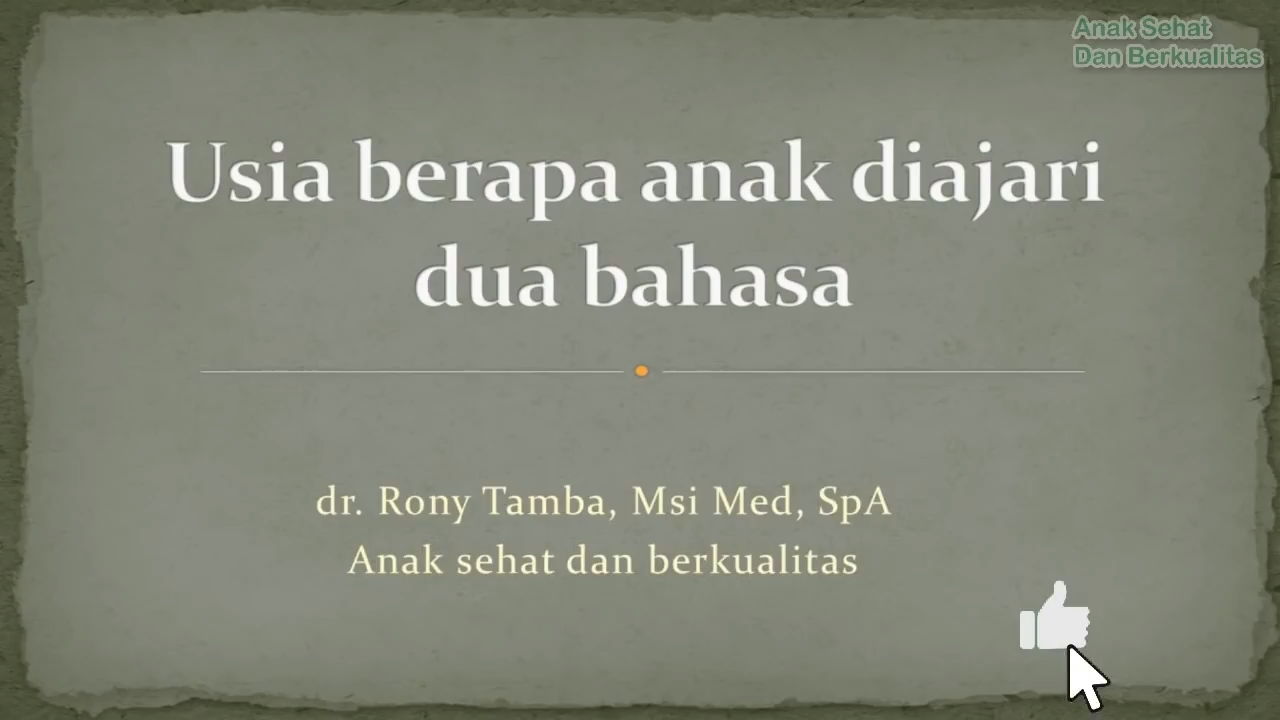 Anak Sehat
Dan Berkualitas
Usia berapa anak diajari
dua bahasa
dr. Rony Tamba, Msi Med, SpA
Anak sehat dan berkualitas